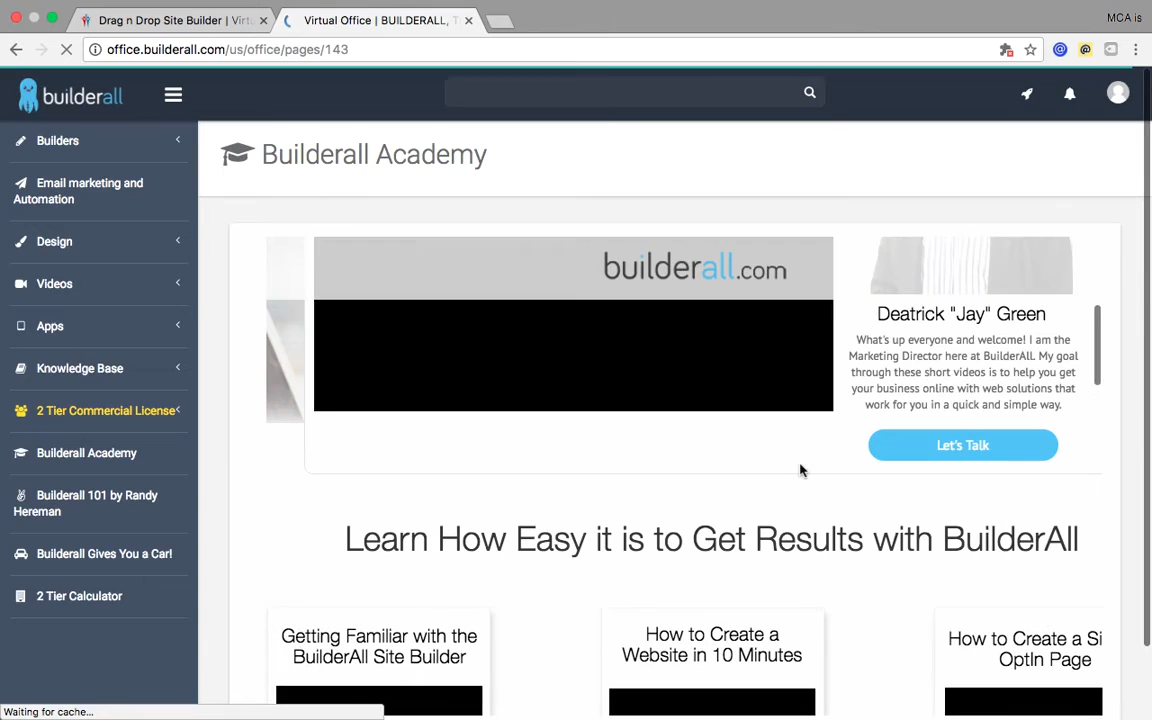 Drag n Drop Site Builder | Virtu
Virtual Office | BUILDERALL, T
MCA is
office.builderall.com/us/office/pages/143
builderall
Builders
Email marketing and
Automation
Design
Videos
Apps
Knowledge Base
2 Tier Commercial License
Builderall Academy
Builderall 101 by Randy
Hereman
Builderall Gives You a Car!
2 Tier Calculator
Builderall Academy
builderall.com
Deatrick "Jay" Green
What's up everyone and welcome! I am the
Marketing Director here at BuilderAll. My goal
through these short videos is to help you get
your business online with web solutions that
work for you in a quick and simple way.
Let's Talk
Learn How Easy it is to Get Results with BuilderAll
Getting Familiar with the
BuilderAll Site Builder
How to Create a
Website in 10 Minutes
How to Create a Si
OptIn Page
Waiting for cache...